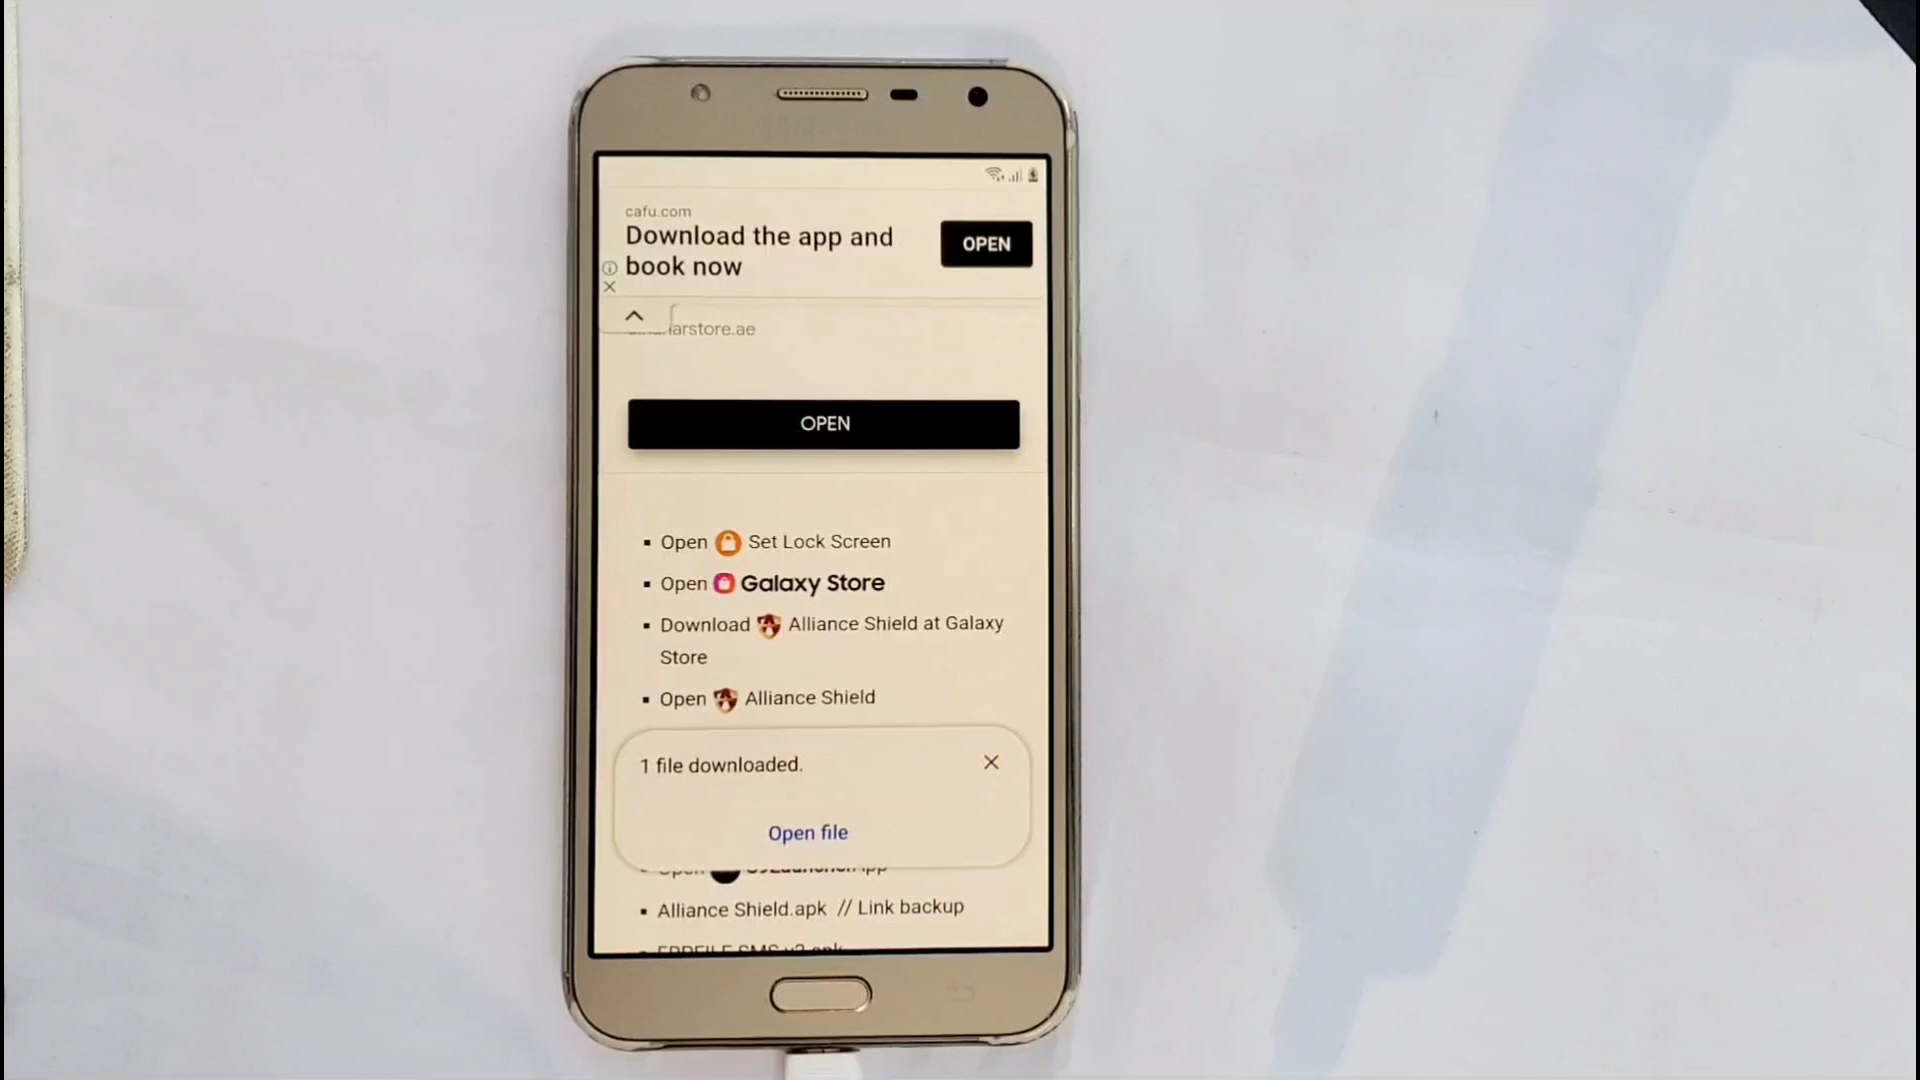 SAMSUNG
cafu.com
Download the app and
book now
OPEN
arstore.ae
OPEN
Open Set Lock Screen
Open Galaxy Store
Download Alliance Shield at Galaxy
Store
Open Alliance Shield
1 file downloaded.
Open file
Open
Alliance Shield.apk // Link backup